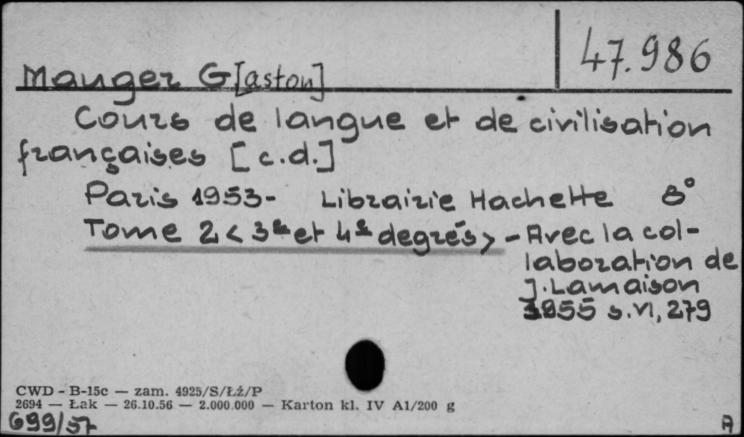 47.986
Mauger G[aston]
Cours de langue et de civilisation
françaises [c.d.]
Paris 1953- Librairie Hachette 8°
Tome 2 < 3e et 4e degrés > - Avec la col-
laboration de
J. Lamaison
1955 s. VI, 279
CWD - B-15c — zam. 4925/S/Łź/P
2694 — Łak — 26.10.56 — 2.000.000 — Karton kl. IV A1/200 g
699/57 A